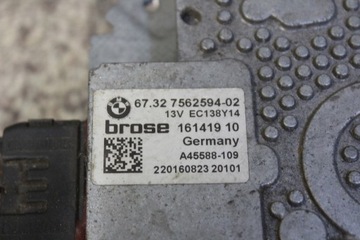 67.32 7562594-02
13V EC138Y14
brose 161419 10
Germany
A45588-109
220160823 20101